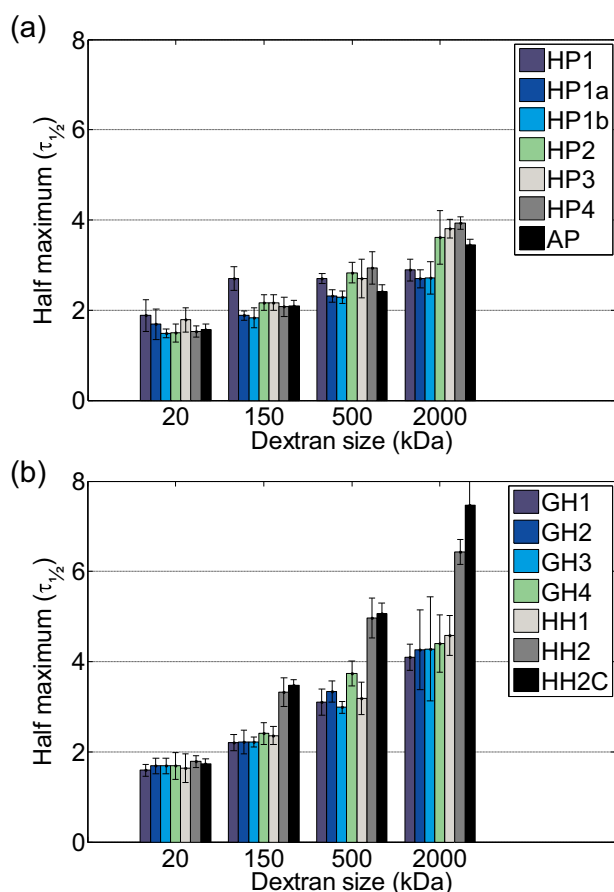 (a)
8
6
4
2
0
Half maximum (τ½)
HP1
HP1a
HP1b
HP2
HP3
HP4
AP
20 150 500 2000
Dextran size (kDa)
(b)
8
6
4
2
0
Half maximum (τ½)
GH1
GH2
GH3
GH4
HH1
HH2
HH2C
20 150 500 2000
Dextran size (kDa)